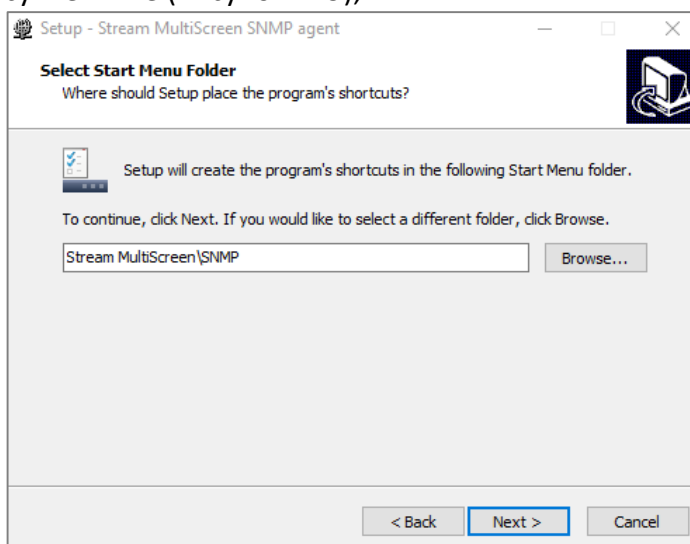 Setup - Stream MultiScreen SNMP agent
Select Start Menu Folder
Where should Setup place the program's shortcuts?
Setup will create the program's shortcuts in the following Start Menu folder.
To continue, click Next. If you would like to select a different folder, click Browse.
Stream MultiScreen\SNMP
Browse...
< Back
Next >
Cancel